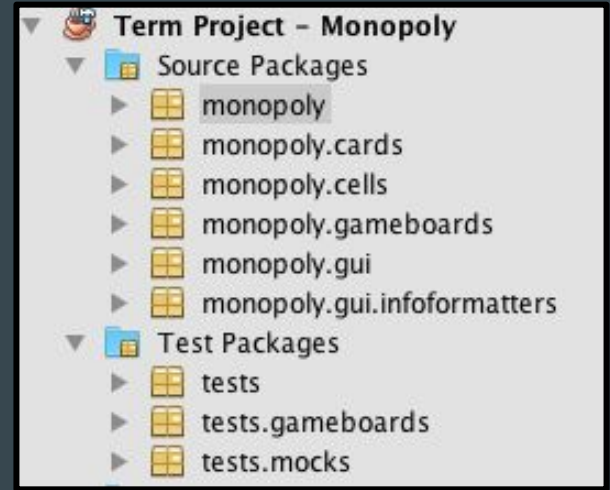 Term Project – Monopoly
Source Packages
monopoly
monopoly.cards
monopoly.cells
monopoly.gameboards
monopoly.gui
monopoly.gui.infoformatters
Test Packages
tests
tests.gameboards
tests.mocks